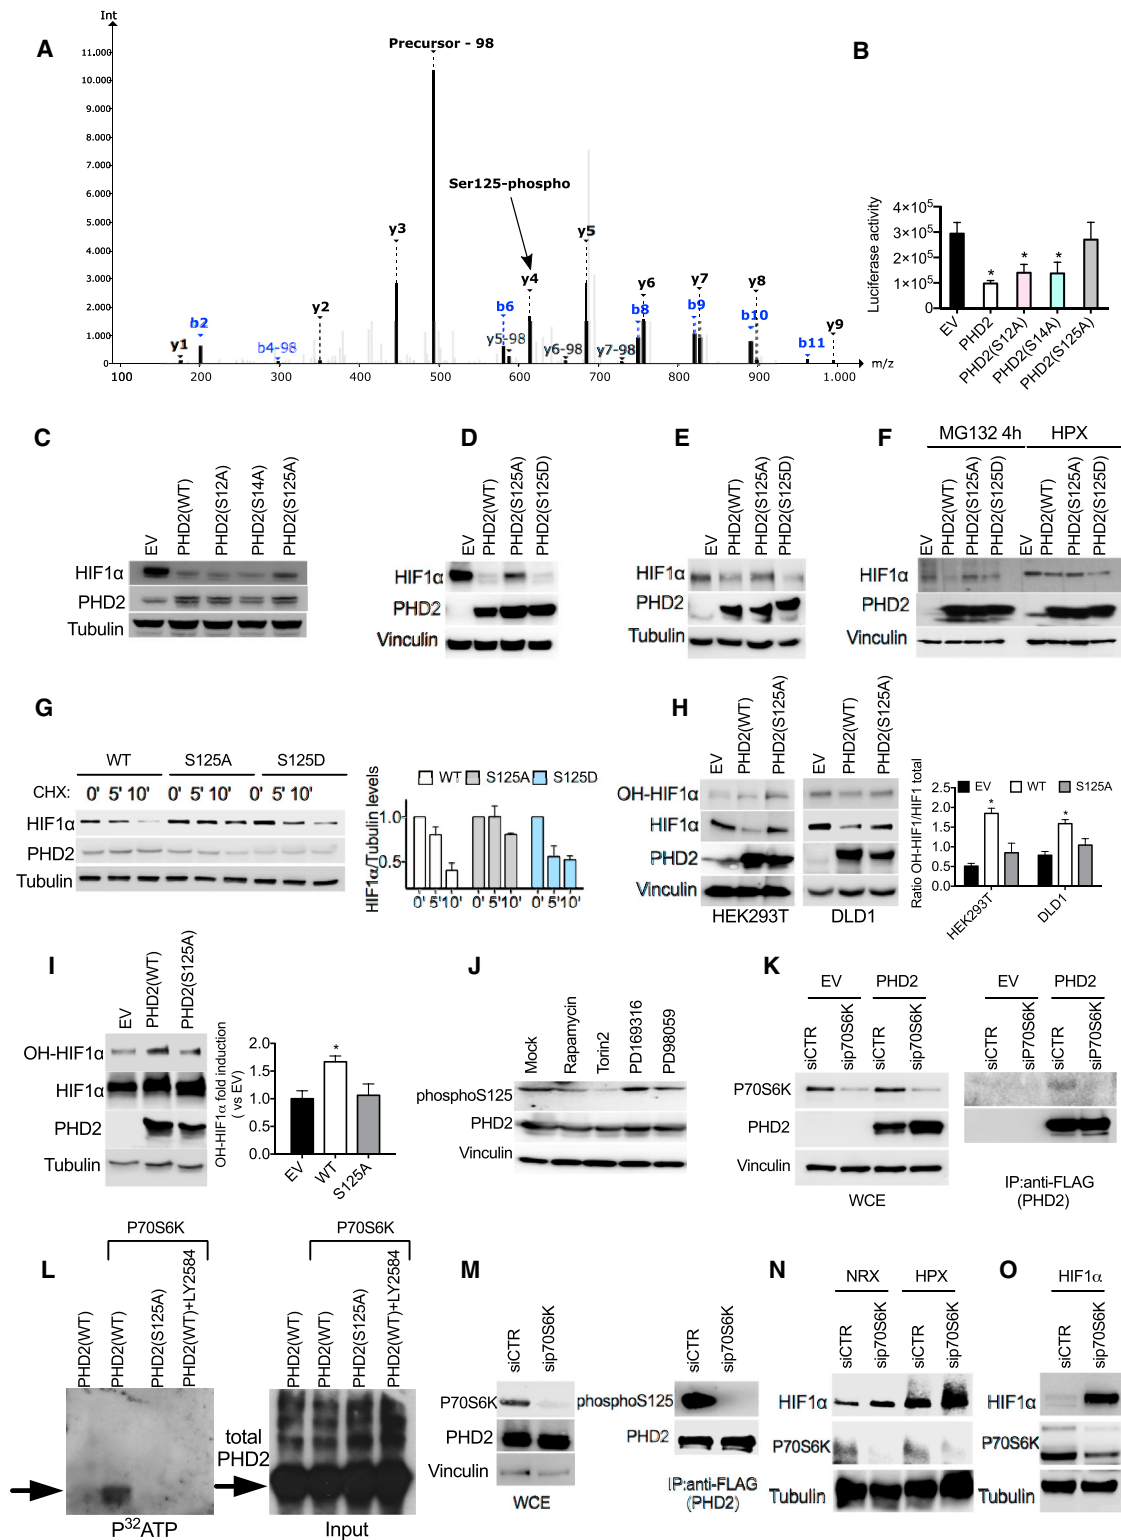 A
Int
11.000
10.000
9.000
8.000
7.000
6.000
5.000
4.000
3.000
2.000
1.000
100 200 300 400 500 600 700 800 900 1.000
m/z
Precursor - 98
Ser125-phospho
y1
b2
b4-98
y2
y3
b6
y5-98
y4
y6-98
y5
y7-98
b8
y6
b9
y7
b10
y8
b11
y9
B
Luciferase activity
4×10⁵
3×10⁵
2×10⁵
1×10⁵
0
* * *
EV
PHD2
PHD2(S12A)
PHD2(S14A)
PHD2(S125A)
C
EV
PHD2(WT)
PHD2(S12A)
PHD2(S14A)
PHD2(S125A)
HIF1α
PHD2
Tubulin
D
EV
PHD2(WT)
PHD2(S125A)
PHD2(S125D)
HIF1α
PHD2
Vinculin
E
EV
PHD2(WT)
PHD2(S125A)
PHD2(S125D)
HIF1α
PHD2
Tubulin
F
MG132 4h HPX
EV
PHD2(WT)
PHD2(S125A)
PHD2(S125D)
EV
PHD2(WT)
PHD2(S125A)
PHD2(S125D)
HIF1α
PHD2
Vinculin
G
WT S125A S125D
CHX: 0' 5' 10' 0' 5' 10' 0' 5' 10'
HIF1α
PHD2
Tubulin
WT S125A S125D
HIF1α/Tubulin levels
1.0
0.5
0' 5'10' 0' 5'10' 0' 5'10'
H
EV
PHD2(WT)
PHD2(S125A)
EV
PHD2(WT)
PHD2(S125A)
OH-HIF1α
HIF1α
PHD2
Vinculin
HEK293T DLD1
EV WT S125A
Ratio OH-HIF1/HIF1 total
2.5
2.0
1.5
1.0
0.5
0.0
* *
HEK293T
DLD1
I
EV
PHD2(WT)
PHD2(S125A)
OH-HIF1α
HIF1α
PHD2
Tubulin
OH-HIF1α fold induction
( vs EV)
2.0
1.5
1.0
0.5
0.0
*
EV
WT
S125A
J
Mock
Rapamycin
Torin2
PD169316
PD98059
phosphoS125
PHD2
Vinculin
K
EV PHD2
siCTR
sip70S6K
siCTR
sip70S6K
P70S6K
PHD2
Vinculin
WCE
EV PHD2
siCTR
siP70S6K
siCTR
siP70S6K
IP:anti-FLAG
(PHD2)
L
P70S6K
PHD2(WT)
PHD2(WT)
PHD2(S125A)
PHD2(WT)+LY2584
P³²ATP
P70S6K
PHD2(WT)
PHD2(WT)
PHD2(S125A)
PHD2(WT)+LY2584
total
PHD2
Input
M
siCTR
sip70S6K
P70S6K
PHD2
Vinculin
WCE
siCTR
sip70S6K
phosphoS125
PHD2
IP:anti-FLAG
(PHD2)
N
NRX HPX
siCTR
sip70S6K
siCTR
sip70S6K
HIF1α
P70S6K
Tubulin
O
HIF1α
siCTR
sip70S6K
HIF1α
P70S6K
Tubulin